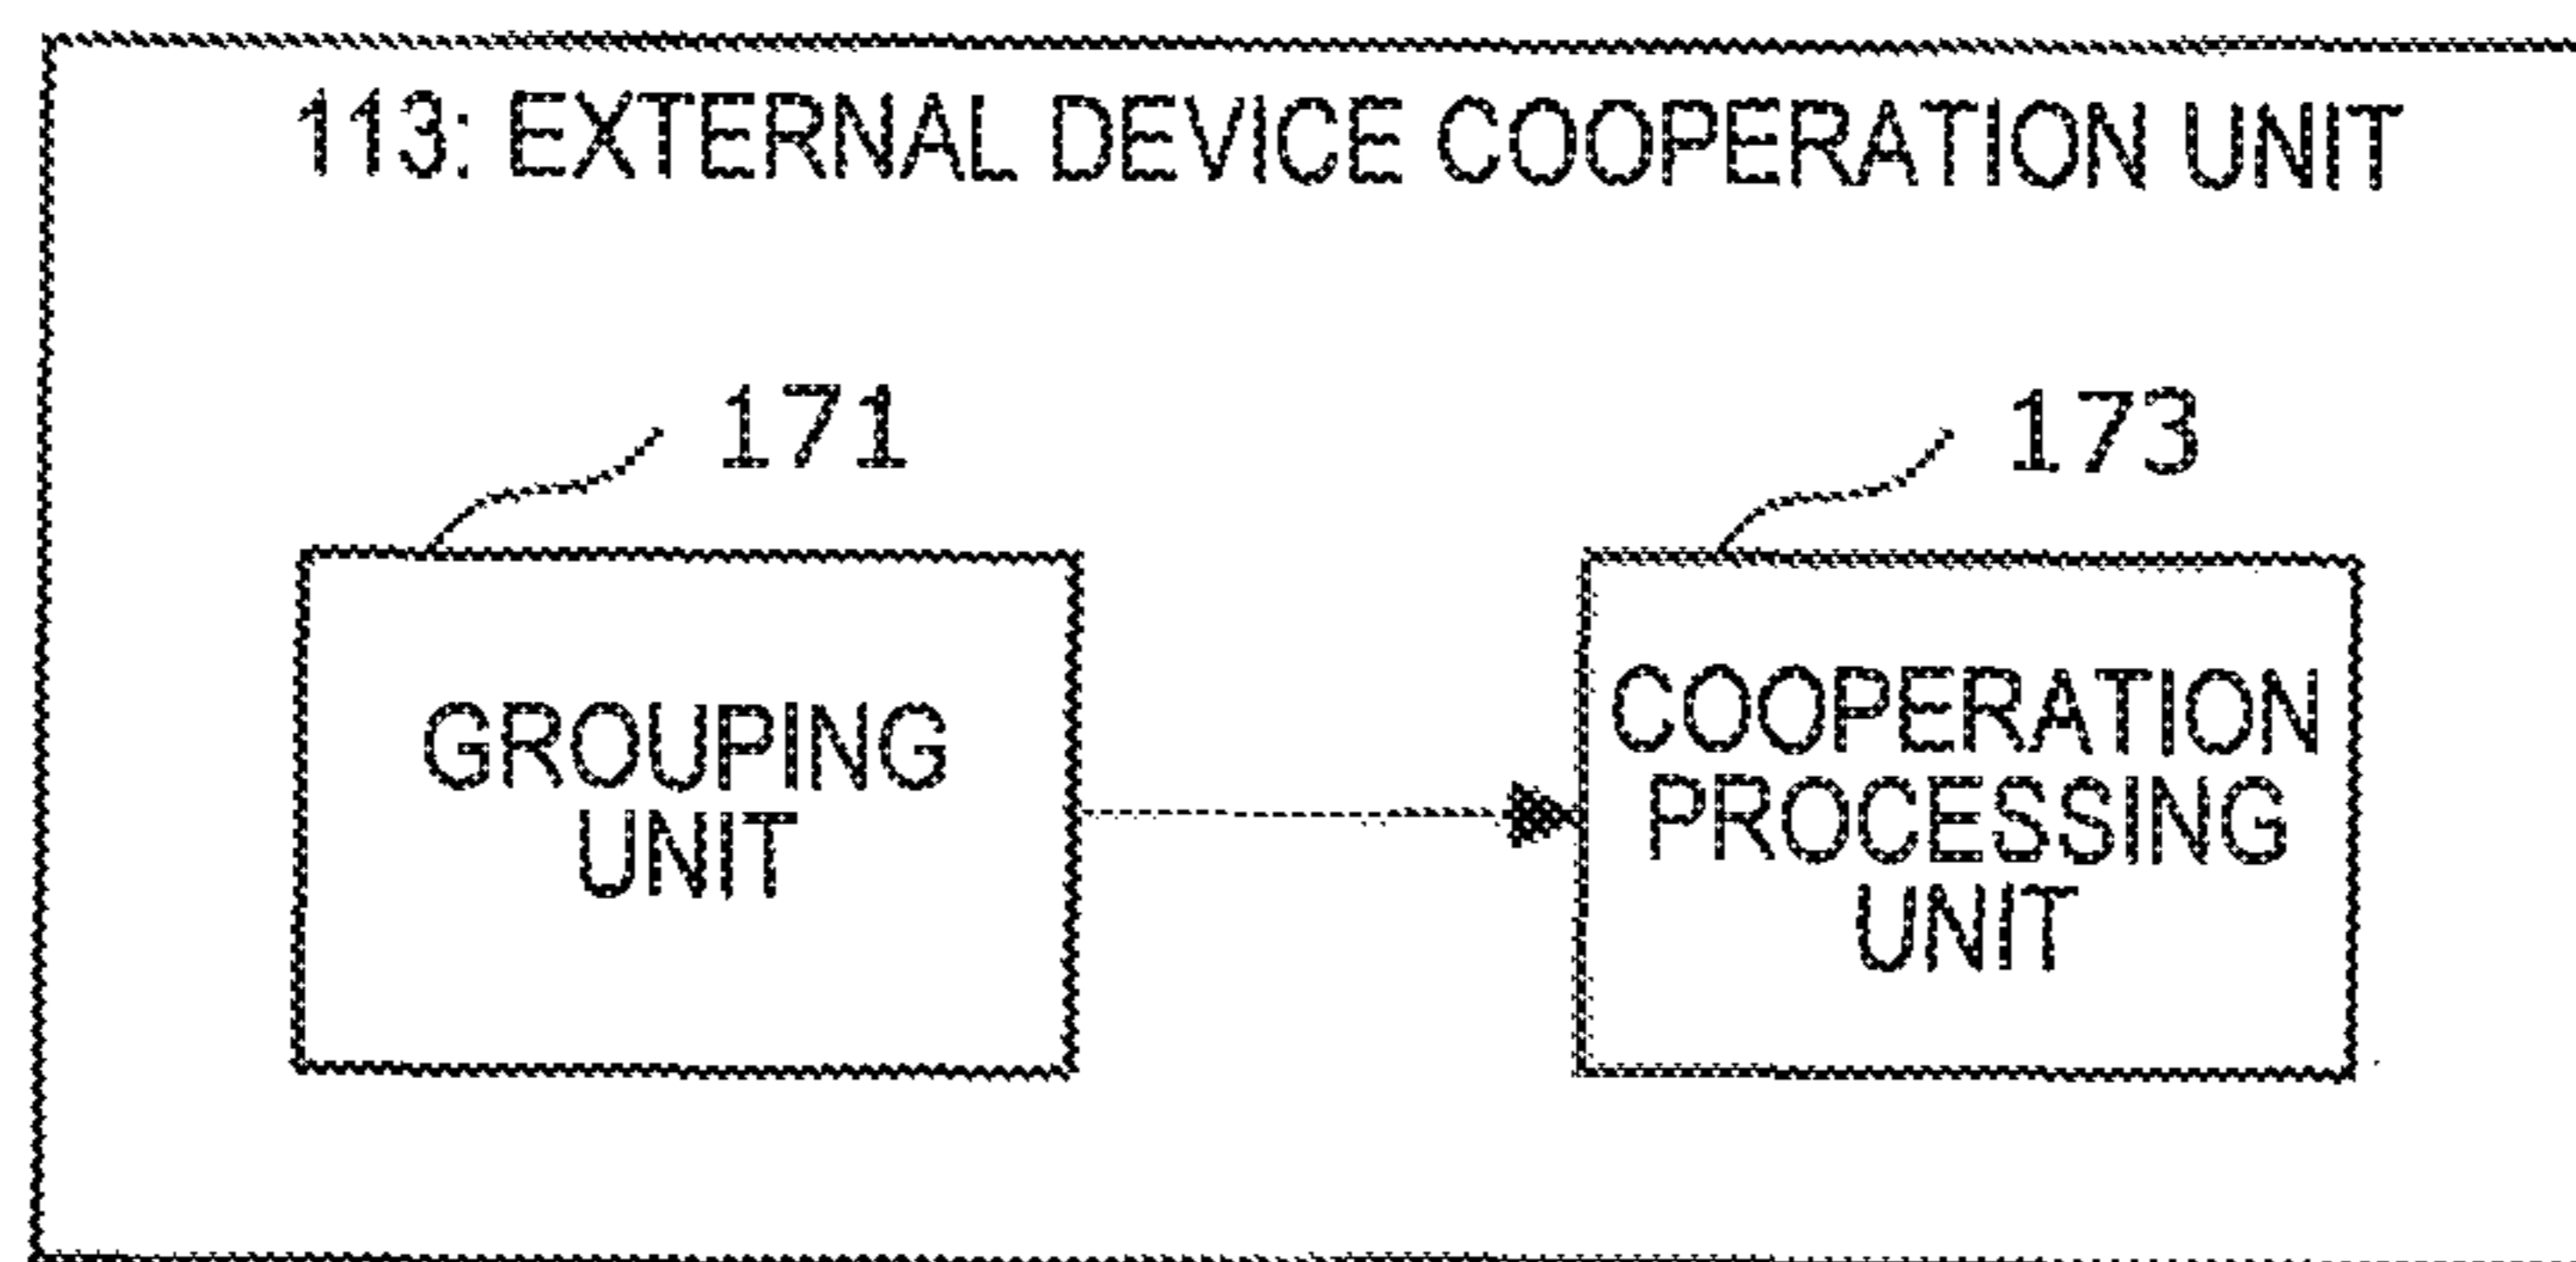 113: EXTERNAL DEVICE COOPERATION UNIT
171
173
GROUPING
UNIT
COOPERATION
PROCESSING
UNIT